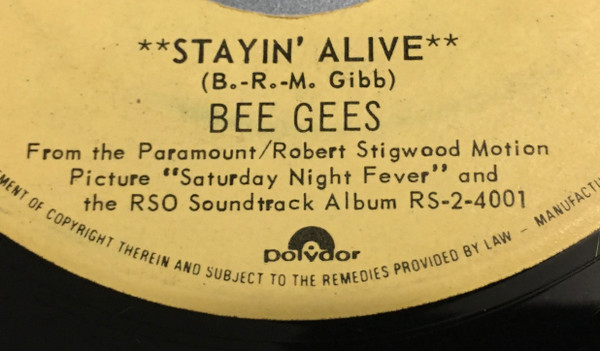 **STAYIN' ALIVE**
(B.-R.-M. Gibb)
BEE GEES
From the Paramount/Robert Stigwood Motion
Picture "Saturday Night Fever" and
the RSO Soundtrack Album RS-2-4001
polydor
OF COPYRIGHT THEREIN AND SUBJECT TO THE REMEDIES PROVIDED BY LAW –